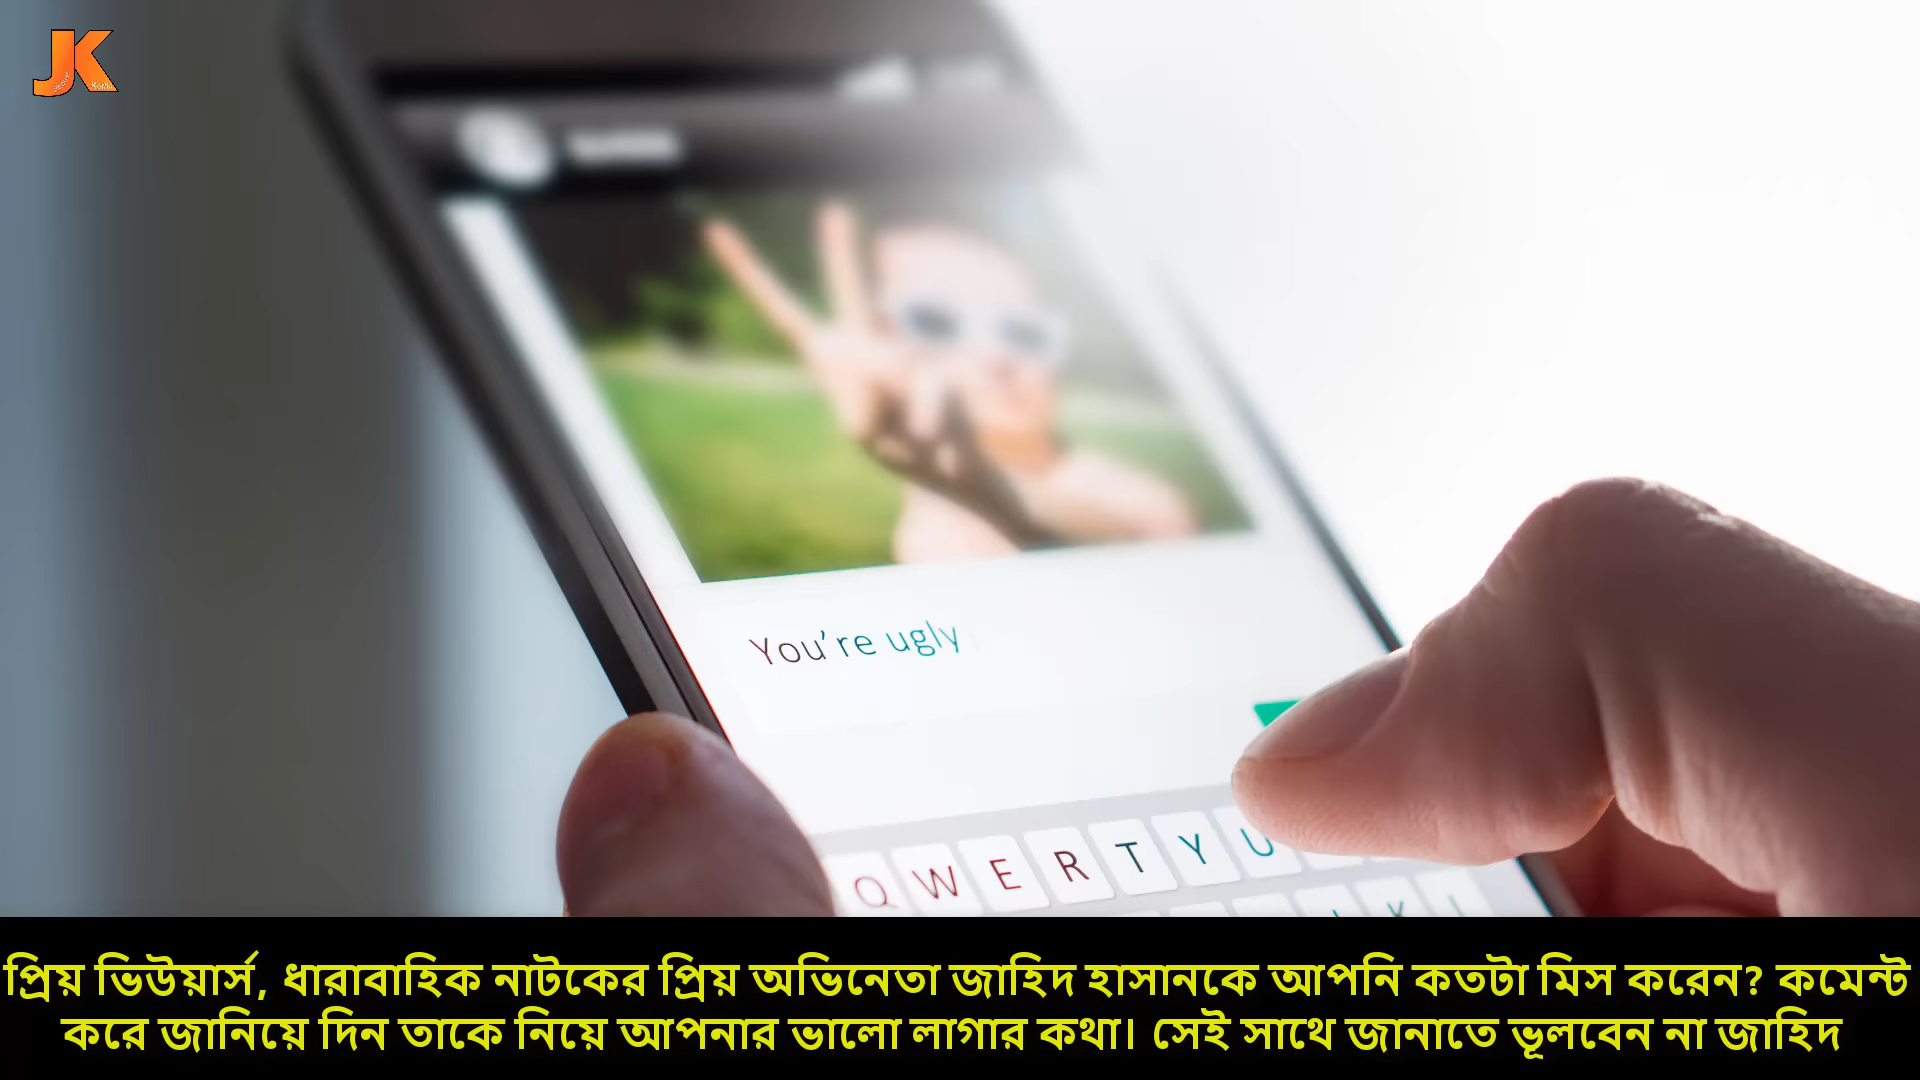 JK
You're ugly
Q W E R T Y U
J K L
প্রিয় ভিউয়ার্স, ধারাবাহিক নাটকের প্রিয় অভিনেতা জাহিদ হাসানকে আপনি কতটা মিস করেন? কমেন্ট
করে জানিয়ে দিন তাকে নিয়ে আপনার ভালো লাগার কথা। সেই সাথে জানাতে ভূলবেন না জাহিদ